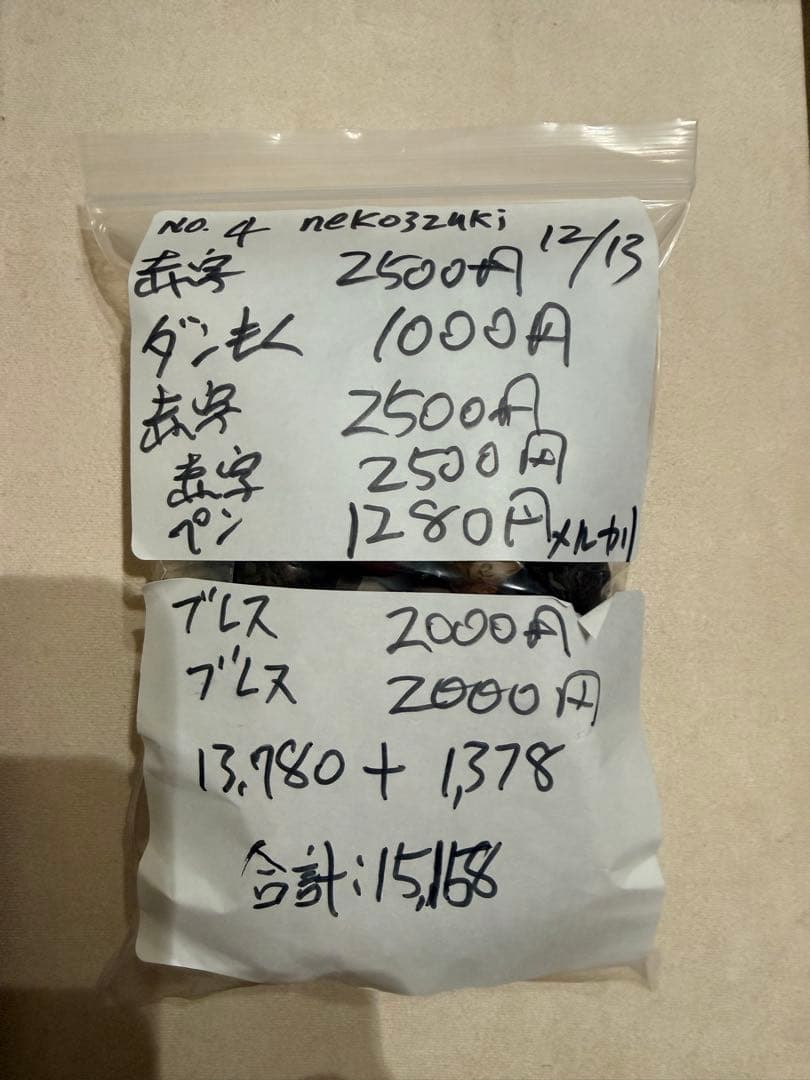 NO. 4 nekozzuki 12/13
赤字 2500円
ダンもく 1000円
赤字 2500円
赤字 2500円
ペン 1280円 メルカリ
ブレス 2000円
ブレス 2000円
13,780 + 1,378
合計:15,158